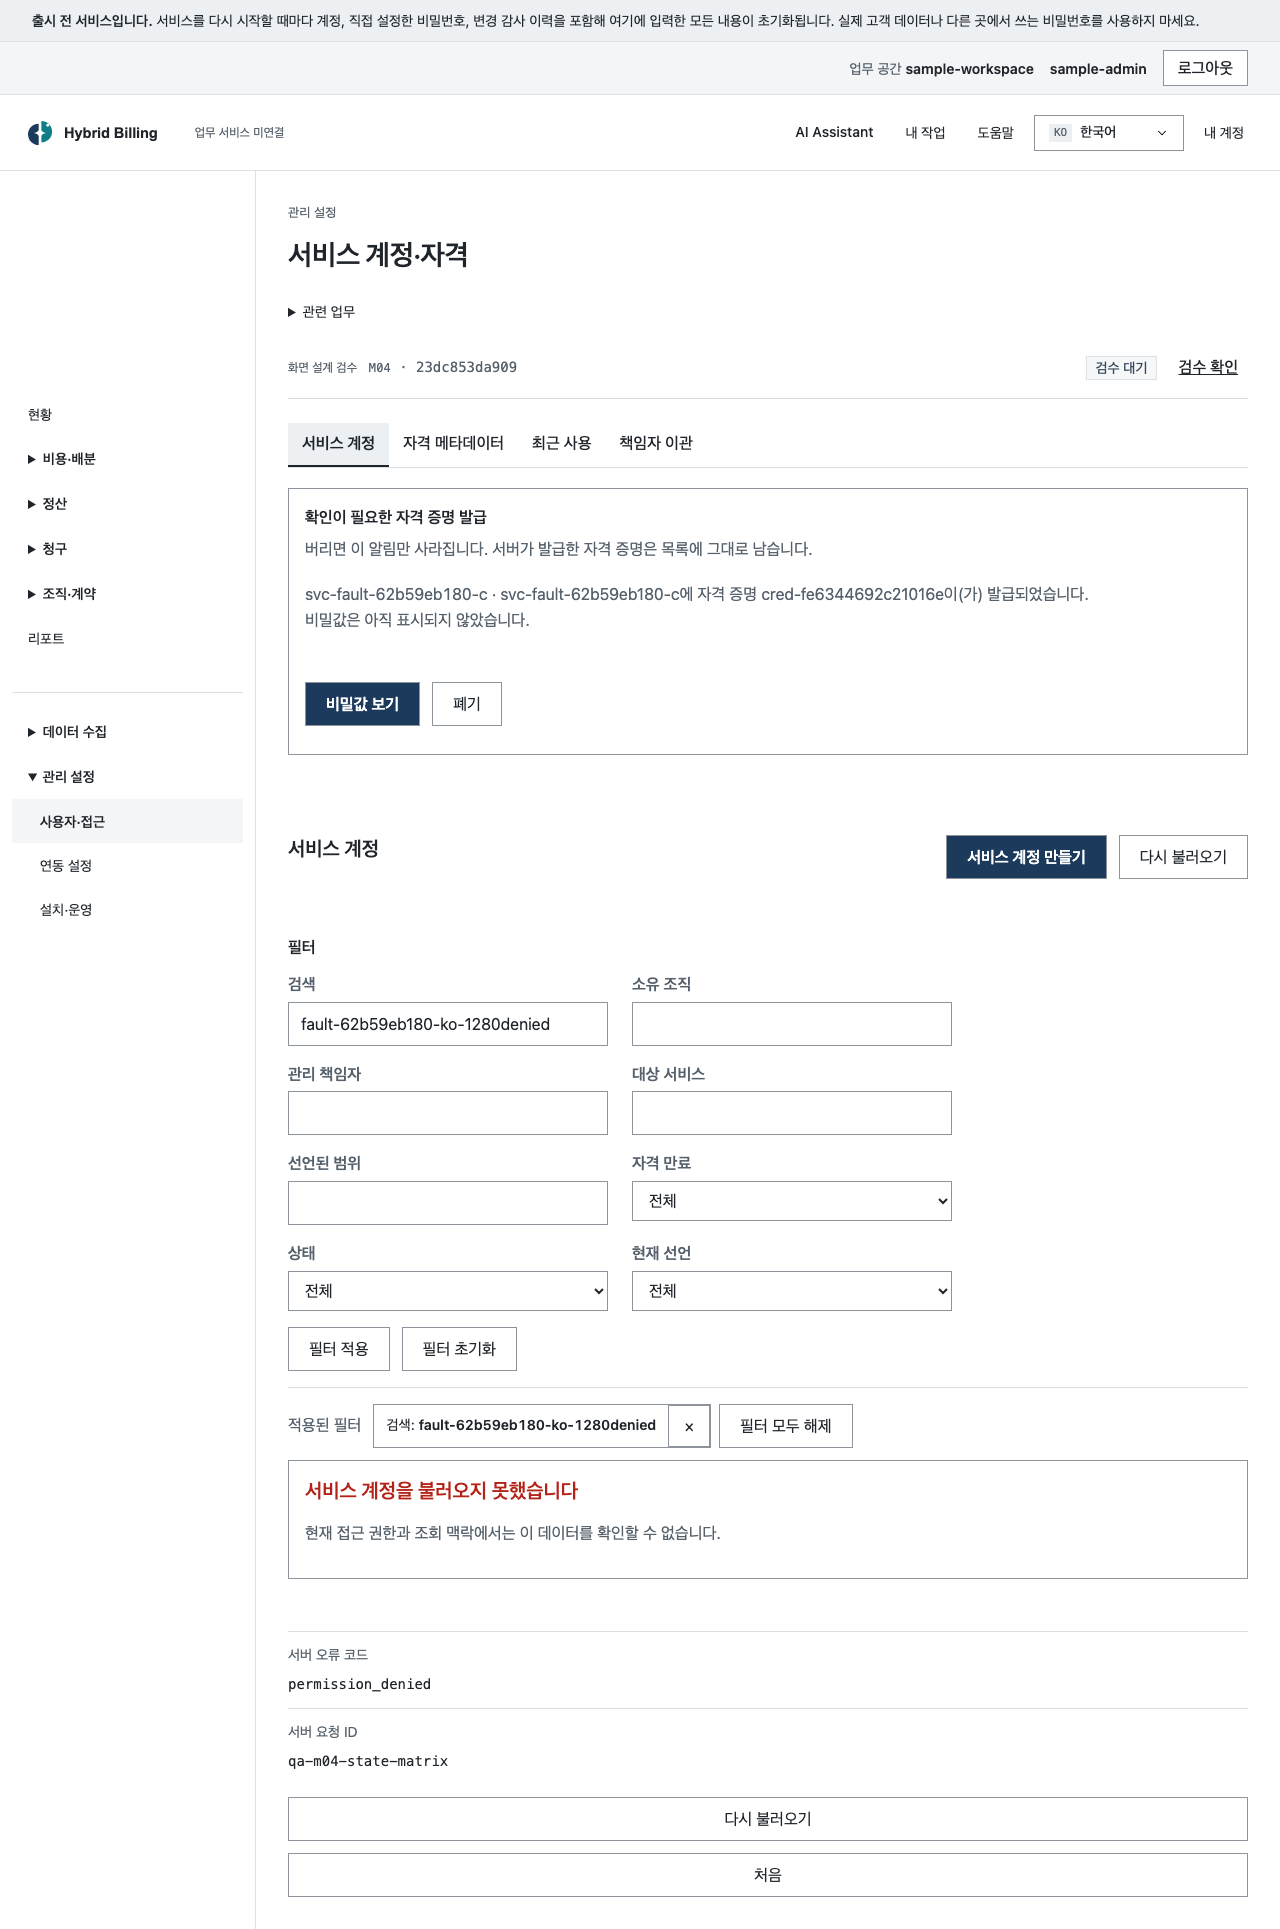 출시 전 서비스입니다. 서비스를 다시 시작할 때마다 계정, 직접 설정한 비밀번호, 변경 감사 이력을 포함해 여기에 입력한 모든 내용이 초기화됩니다. 실제 고객 데이터나 다른 곳에서 쓰는 비밀번호를 사용하지 마세요.
업무 공간 sample-workspace sample-admin 로그아웃
Hybrid Billing 업무 서비스 미연결 AI Assistant 내 작업 도움말 KO 한국어 내 계정
관리 설정
서비스 계정·자격
▶ 관련 업무
화면 설계 검수 M04 · 23dc853da909 검수 대기 검수 확인
현황
▶ 비용·배분
▶ 정산
▶ 청구
▶ 조직·계약
리포트
▶ 데이터 수집
▼ 관리 설정
사용자·접근
연동 설정
설치·운영
서비스 계정 자격 메타데이터 최근 사용 책임자 이관
확인이 필요한 자격 증명 발급
버리면 이 알림만 사라집니다. 서버가 발급한 자격 증명은 목록에 그대로 남습니다.
svc-fault-62b59eb180-c · svc-fault-62b59eb180-c에 자격 증명 cred-fe6344692c21016e이(가) 발급되었습니다.
비밀값은 아직 표시되지 않았습니다.
비밀값 보기 폐기
서비스 계정 서비스 계정 만들기 다시 불러오기
필터
검색 소유 조직
fault-62b59eb180-ko-1280denied
관리 책임자 대상 서비스
선언된 범위 자격 만료
전체
상태 현재 선언
전체 전체
필터 적용 필터 초기화
적용된 필터 검색: fault-62b59eb180-ko-1280denied × 필터 모두 해제
서비스 계정을 불러오지 못했습니다
현재 접근 권한과 조회 맥락에서는 이 데이터를 확인할 수 없습니다.
서버 오류 코드
permission_denied
서버 요청 ID
qa-m04-state-matrix
다시 불러오기
처음